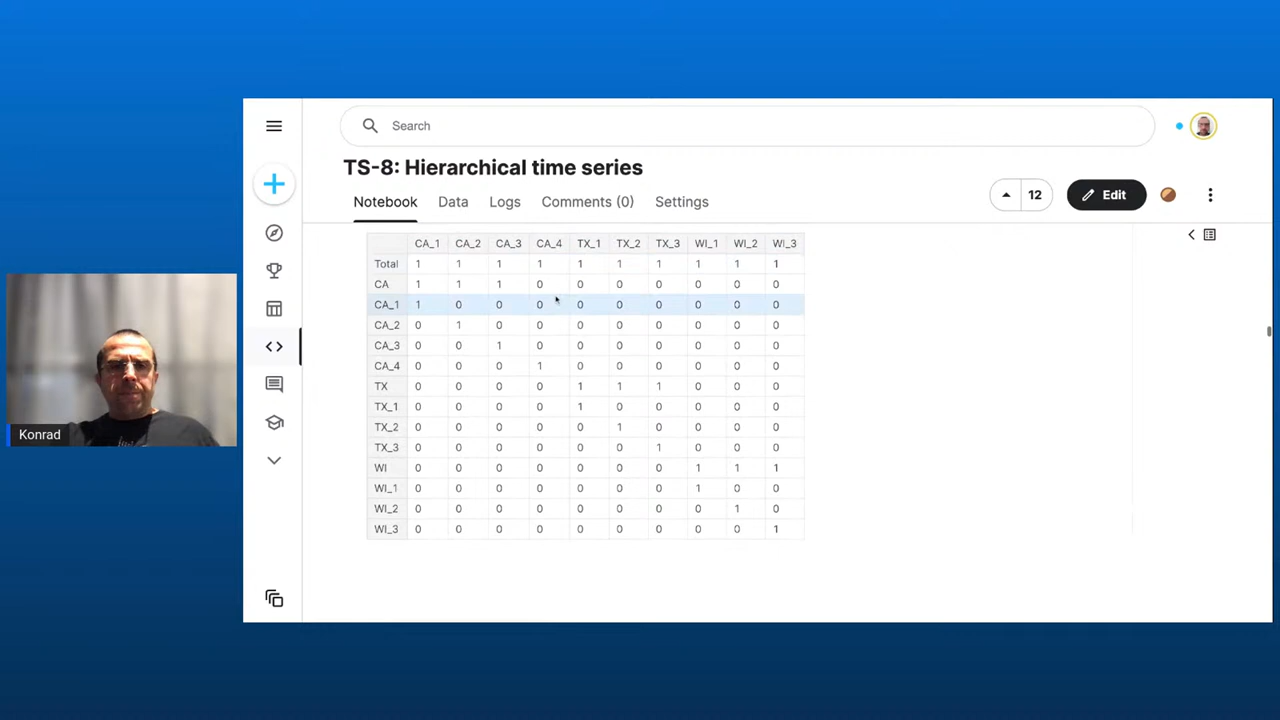 Search
TS-8: Hierarchical time series
12
Edit
Notebook Data Logs Comments (0) Settings
CA_1 CA_2 CA_3 CA_4 TX_1 TX_2 TX_3 WI_1 WI_2 WI_3
Total 1 1 1 1 1 1 1 1 1 1
CA 1 1 1 0 0 0 0 0 0 0
CA_1 1 0 0 0 0 0 0 0 0 0
CA_2 0 1 0 0 0 0 0 0 0 0
CA_3 0 0 1 0 0 0 0 0 0 0
CA_4 0 0 0 1 0 0 0 0 0 0
TX 0 0 0 0 1 1 1 0 0 0
TX_1 0 0 0 0 1 0 0 0 0 0
TX_2 0 0 0 0 0 1 0 0 0 0
TX_3 0 0 0 0 0 0 1 0 0 0
WI 0 0 0 0 0 0 0 1 1 1
WI_1 0 0 0 0 0 0 0 1 0 0
WI_2 0 0 0 0 0 0 0 0 1 0
WI_3 0 0 0 0 0 0 0 0 0 1
Konrad